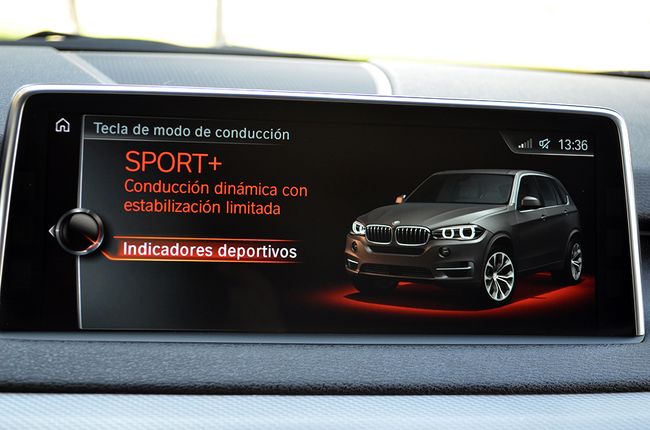 Tecla de modo de conducción
13:36
SPORT+
Conducción dinámica con
estabilización limitada
Indicadores deportivos